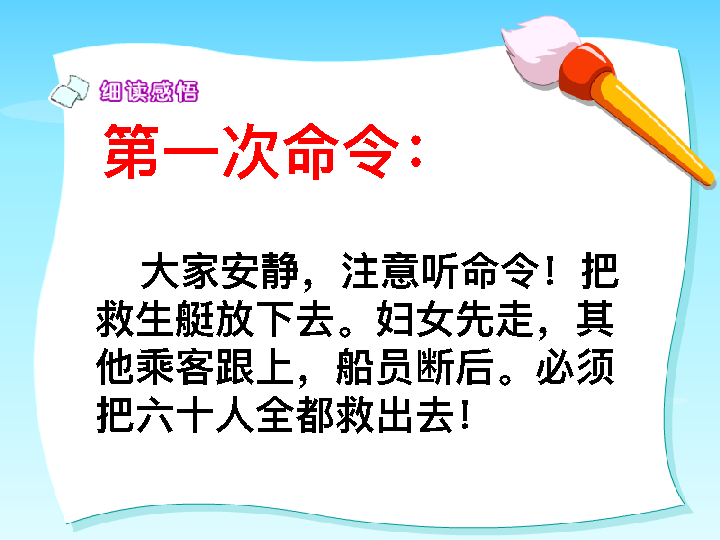 细读感悟
第一次命令：
大家安静，注意听命令！把
救生艇放下去。妇女先走，其
他乘客跟上，船员断后。必须
把六十人全都救出去！